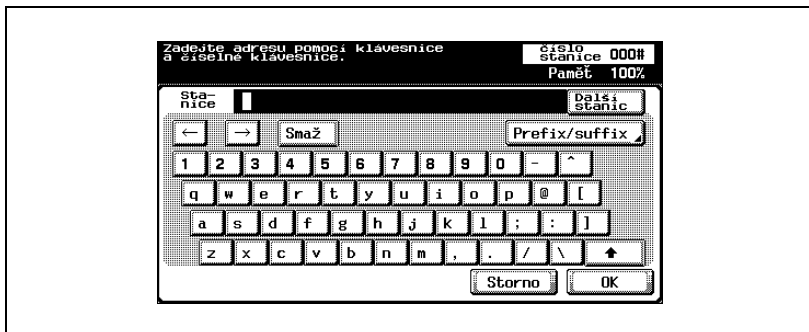 Zadejte adresu pomocí klávesnice
a číselné klávesnice.
číslo
stanice 000#
Paměť 100%
Sta-
nice
Další
stanic
← → Smaž Prefix/suffix
1 2 3 4 5 6 7 8 9 0 - ^
q w e r t y u i o p @ [
a s d f g h j k l ; : ]
z x c v b n m , . / \ ↑
Storno OK